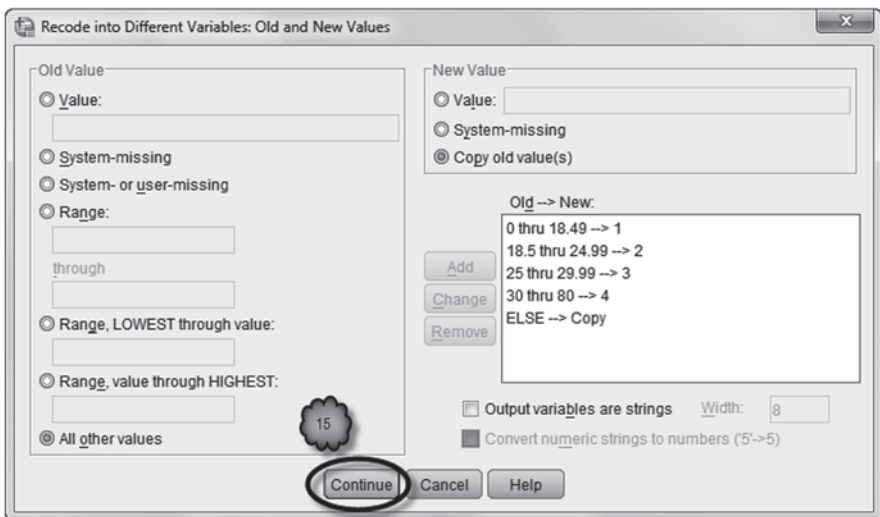 Recode into Different Variables: Old and New Values
x
Old Value
Value:
System-missing
System- or user-missing
Range:
through
Range, LOWEST through value:
Range, value through HIGHEST:
All other values
15
New Value
Value:
System-missing
Copy old value(s)
Old --> New:
0 thru 18.49 --> 1
18.5 thru 24.99 --> 2
25 thru 29.99 --> 3
30 thru 80 --> 4
ELSE --> Copy
Add
Change
Remove
Output variables are strings Width: 8
Convert numeric strings to numbers ('5'->5)
Continue Cancel Help